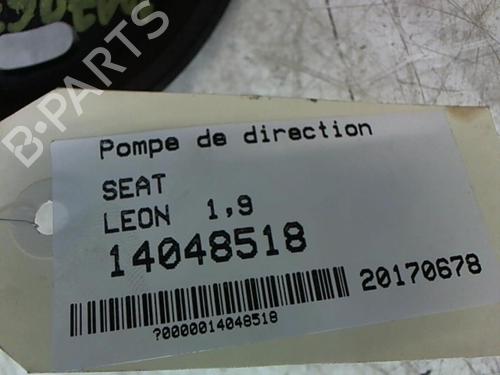 B-PARTS
Pompe de direction
SEAT
LEON 1,9
14048518
20170678
?0000014048518